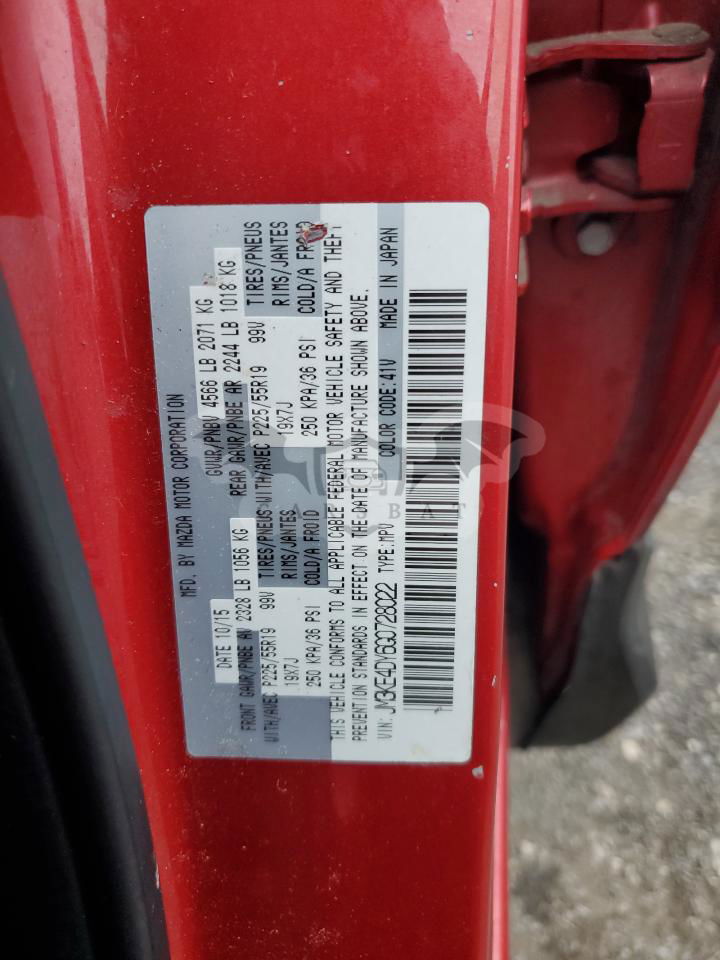 MFD. BY MAZDA MOTOR CORPORATION
DATE 10/15 GVWR/PNBV 4566 LB 2071 KG
FRONT GAWR/PNBE AV 2328 LB 1056 KG REAR GAWR/PNBE AR 2244 LB 1018 KG
WITH/AVEC P225/55R19 99V TIRES/PNEUS WITH/AVEC P225/55R19 99V TIRES/PNEUS
19X7J RIMS/JANTES 19X7J RIMS/JANTES
250 KPA/36 PSI COLD/A FROID 250 KPA/36 PSI COLD/A FROID
THIS VEHICLE CONFORMS TO ALL APPLICABLE FEDERAL MOTOR VEHICLE SAFETY AND THEFT
PREVENTION STANDARDS IN EFFECT ON THE DATE OF MANUFACTURE SHOWN ABOVE.
VIN: JM3KE4DY6G0728022 TYPE:MPV COLOR CODE:41V MADE IN JAPAN